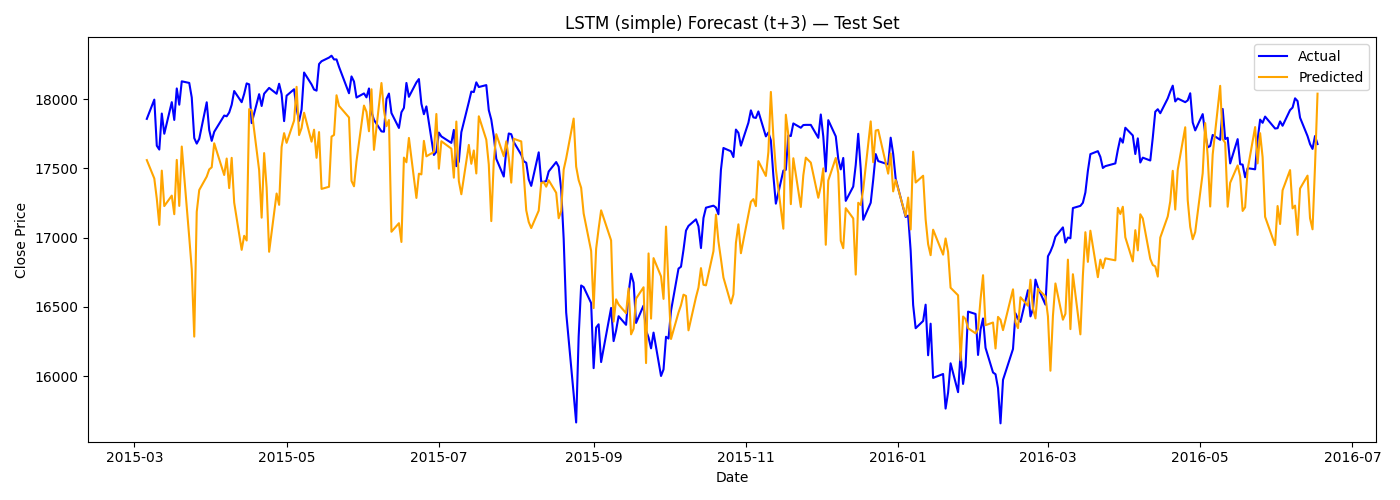 LSTM (simple) Forecast (t+3) — Test Set
Actual
Predicted
Close Price
18000
17500
17000
16500
16000
2015-03
2015-05
2015-07
2015-09
2015-11
2016-01
2016-03
2016-05
2016-07
Date